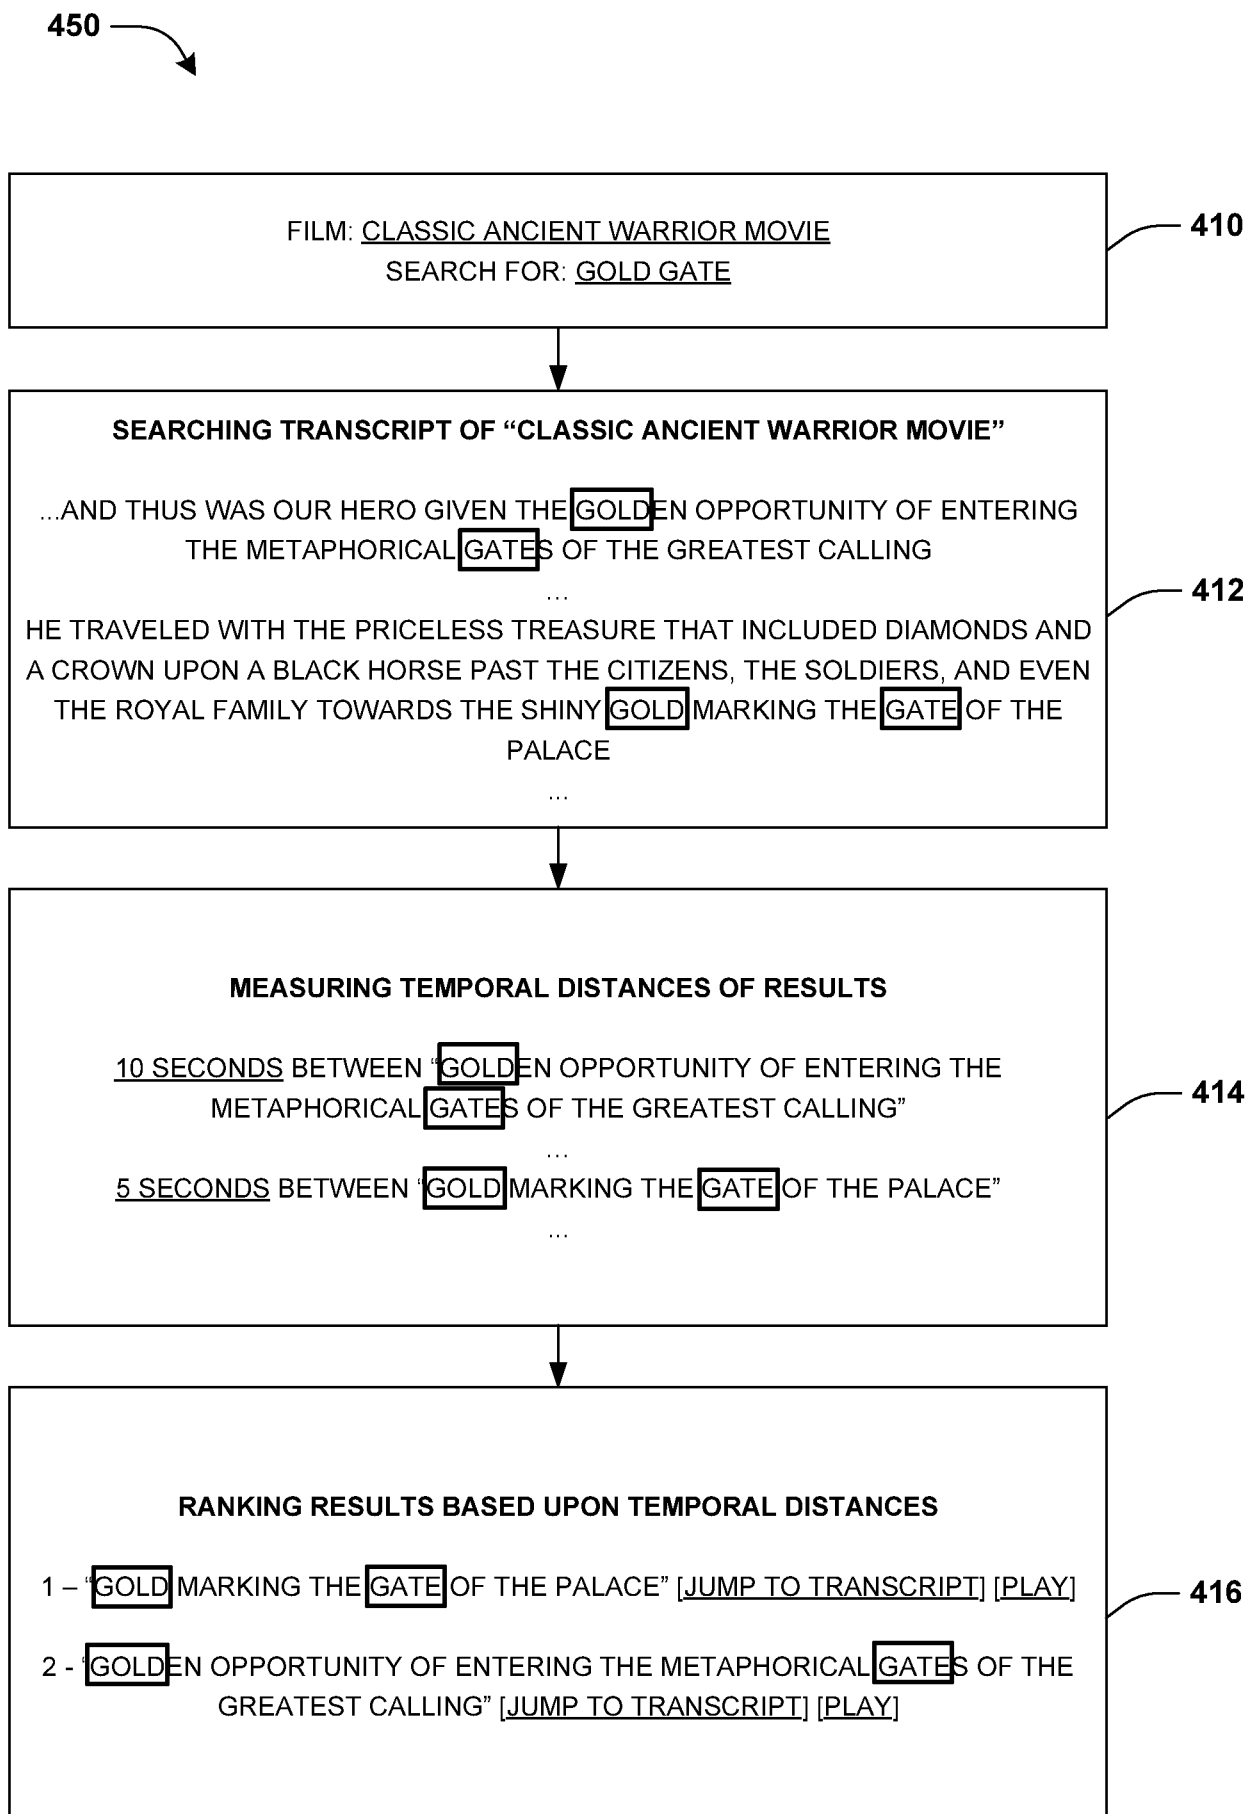 450
FILM: CLASSIC ANCIENT WARRIOR MOVIE
SEARCH FOR: GOLD GATE
410
SEARCHING TRANSCRIPT OF “CLASSIC ANCIENT WARRIOR MOVIE”
...AND THUS WAS OUR HERO GIVEN THE GOLDEN OPPORTUNITY OF ENTERING
THE METAPHORICAL GATES OF THE GREATEST CALLING
...
HE TRAVELED WITH THE PRICELESS TREASURE THAT INCLUDED DIAMONDS AND
A CROWN UPON A BLACK HORSE PAST THE CITIZENS, THE SOLDIERS, AND EVEN
THE ROYAL FAMILY TOWARDS THE SHINY GOLD MARKING THE GATE OF THE
PALACE
...
412
MEASURING TEMPORAL DISTANCES OF RESULTS
10 SECONDS BETWEEN “GOLDEN OPPORTUNITY OF ENTERING THE
METAPHORICAL GATES OF THE GREATEST CALLING”
...
5 SECONDS BETWEEN “GOLD MARKING THE GATE OF THE PALACE”
...
414
RANKING RESULTS BASED UPON TEMPORAL DISTANCES
1 – “GOLD MARKING THE GATE OF THE PALACE” [JUMP TO TRANSCRIPT] [PLAY]
2 - “GOLDEN OPPORTUNITY OF ENTERING THE METAPHORICAL GATES OF THE
GREATEST CALLING” [JUMP TO TRANSCRIPT] [PLAY]
416